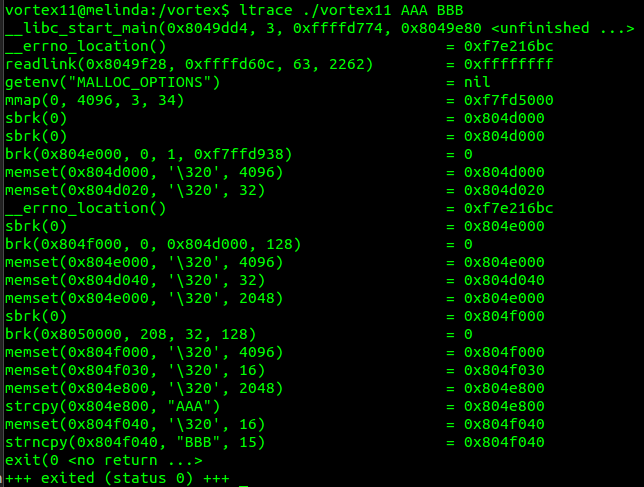 vortex11@melinda:/vortex$ ltrace ./vortex11 AAA BBB
__libc_start_main(0x8049dd4, 3, 0xffffd774, 0x8049e80 <unfinished ...>
__errno_location() = 0xf7e216bc
readlink(0x8049f28, 0xffffd60c, 63, 2262) = 0xffffffff
getenv("MALLOC_OPTIONS") = nil
mmap(0, 4096, 3, 34) = 0xf7fd5000
sbrk(0) = 0x804d000
sbrk(0) = 0x804d000
brk(0x804e000, 0, 1, 0xf7ffd938) = 0
memset(0x804d000, '\320', 4096) = 0x804d000
memset(0x804d020, '\320', 32) = 0x804d020
__errno_location() = 0xf7e216bc
sbrk(0) = 0x804e000
brk(0x804f000, 0, 0x804d000, 128) = 0
memset(0x804e000, '\320', 4096) = 0x804e000
memset(0x804d040, '\320', 32) = 0x804d040
memset(0x804e000, '\320', 2048) = 0x804e000
sbrk(0) = 0x804f000
brk(0x8050000, 208, 32, 128) = 0
memset(0x804f000, '\320', 4096) = 0x804f000
memset(0x804f030, '\320', 16) = 0x804f030
memset(0x804e800, '\320', 2048) = 0x804e800
strcpy(0x804e800, "AAA") = 0x804e800
memset(0x804f040, '\320', 16) = 0x804f040
strncpy(0x804f040, "BBB", 15) = 0x804f040
exit(0 <no return ...>
+++ exited (status 0) +++